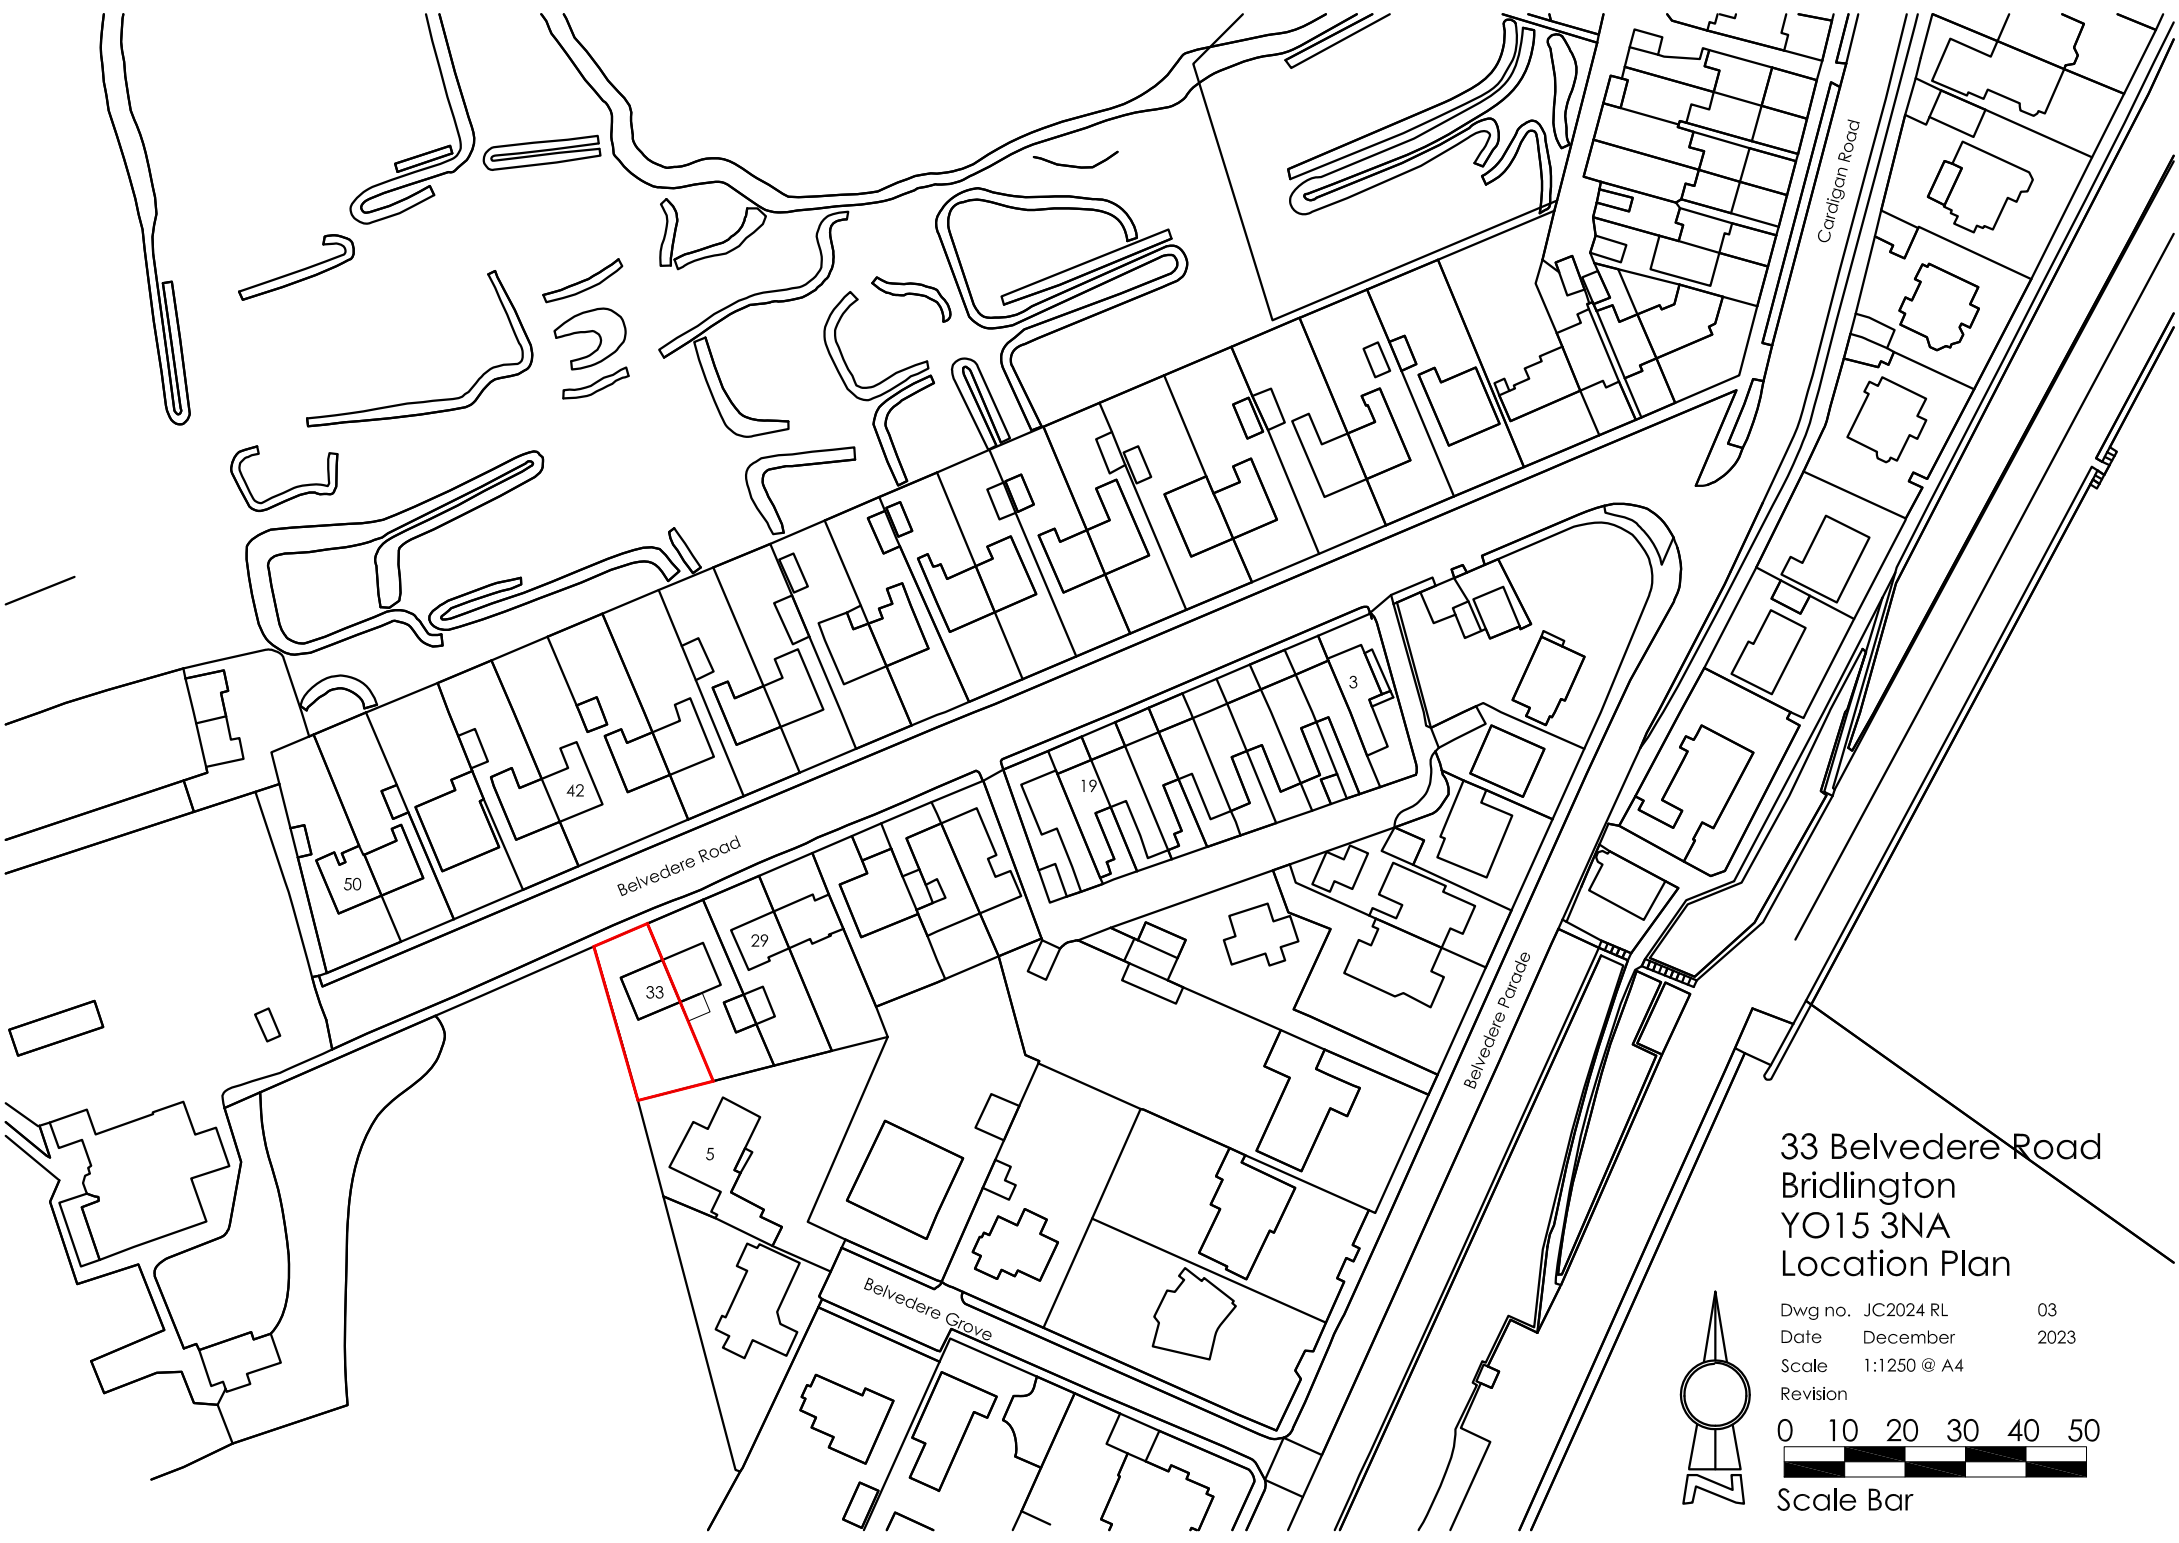 Cardigan Road
3
19
42
Belvedere Road
50
29
33
Belvedere Parade
5
Belvedere Grove
33 Belvedere Road
Bridlington
YO15 3NA
Location Plan
Dwg no. JC2024 RL 03
Date December 2023
Scale 1:1250 @ A4
Revision
0 10 20 30 40 50
Scale Bar
N